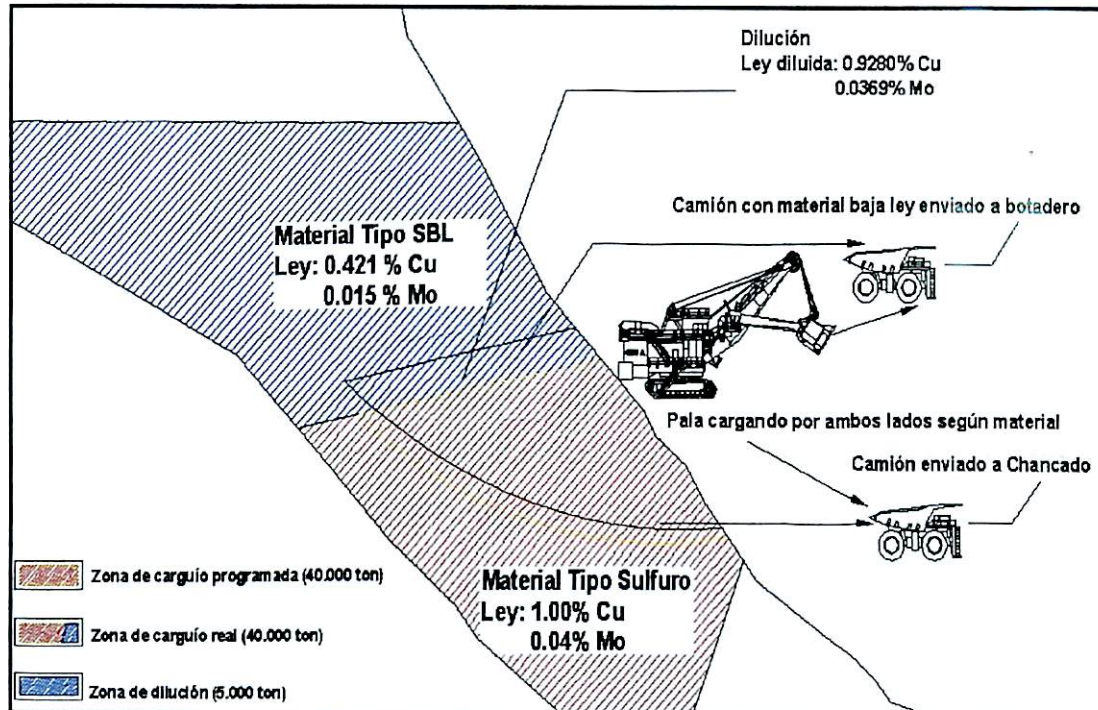 Dilución
Ley diluida: 0.9280% Cu
0.0369% Mo
Camión con material baja ley enviado a botadero
Material Tipo SBL
Ley: 0.421 % Cu
0.015 % Mo
Pala cargando por ambos lados según material
Camión enviado a Chancado
Material Tipo Sulfuro
Ley: 1.00% Cu
0.04% Mo
Zona de carguío programada (40.000 ton)
Zona de carguío real (40.000 ton)
Zona de dilución (5.000 ton)